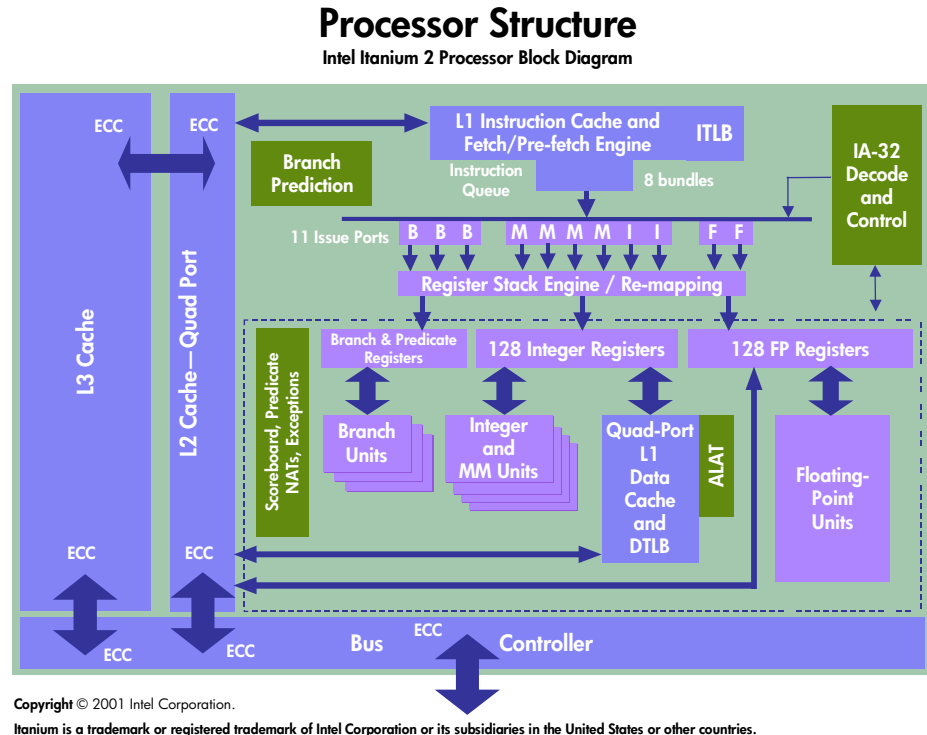 Processor Structure
Intel Itanium 2 Processor Block Diagram
ECC
ECC
L1 Instruction Cache and
Fetch/Pre-fetch Engine
ITLB
IA-32
Decode
and
Control
Branch
Prediction
Instruction
Queue
8 bundles
11 Issue Ports
B B B M M M M I I F F
Register Stack Engine / Re-mapping
L3 Cache
L2 Cache—Quad Port
Scoreboard, Predicate
NATs, Exceptions
Branch & Predicate
Registers
128 Integer Registers
128 FP Registers
Branch
Units
Integer
and
MM Units
Quad-Port
L1
Data
Cache
and
DTLB
ALAT
Floating-
Point
Units
ECC
ECC
ECC
ECC
Bus
ECC
Controller
Copyright © 2001 Intel Corporation.
Itanium is a trademark or registered trademark of Intel Corporation or its subsidiaries in the United States or other countries.